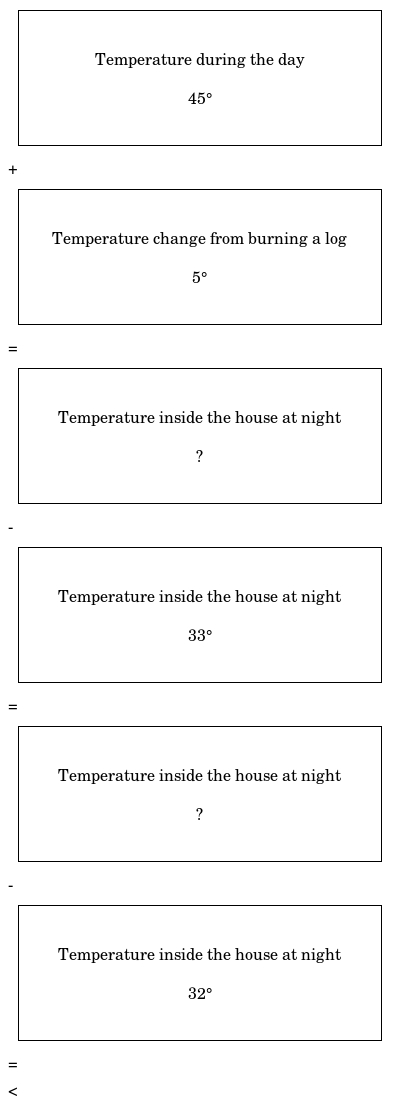 Temperature during the day
45°
+
Temperature change from burning a log
5°
=
Temperature inside the house at night
?
-
Temperature inside the house at night
33°
=
Temperature inside the house at night
?
-
Temperature inside the house at night
32°
=
<